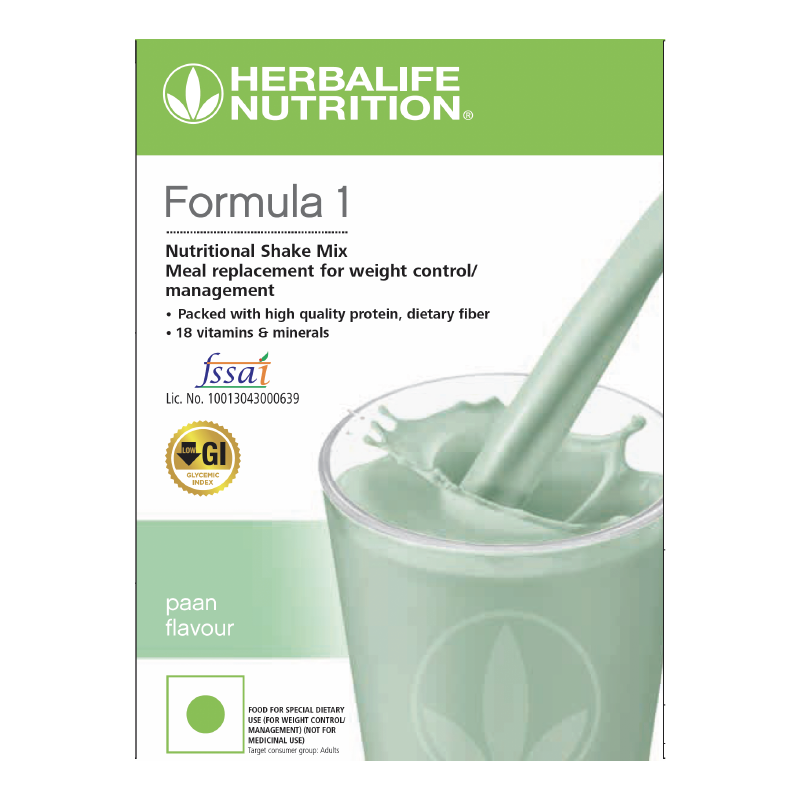 HERBALIFE
NUTRITION®
Formula 1
Nutritional Shake Mix
Meal replacement for weight control/
management
• Packed with high quality protein, dietary fiber
• 18 vitamins & minerals
fssai
Lic. No. 10013043000639
LOW GI
GLYCEMIC
INDEX
paan
flavour
FOOD FOR SPECIAL DIETARY
USE (FOR WEIGHT CONTROL/
MANAGEMENT) (NOT FOR
MEDICINAL USE)
Target consumer group: Adults